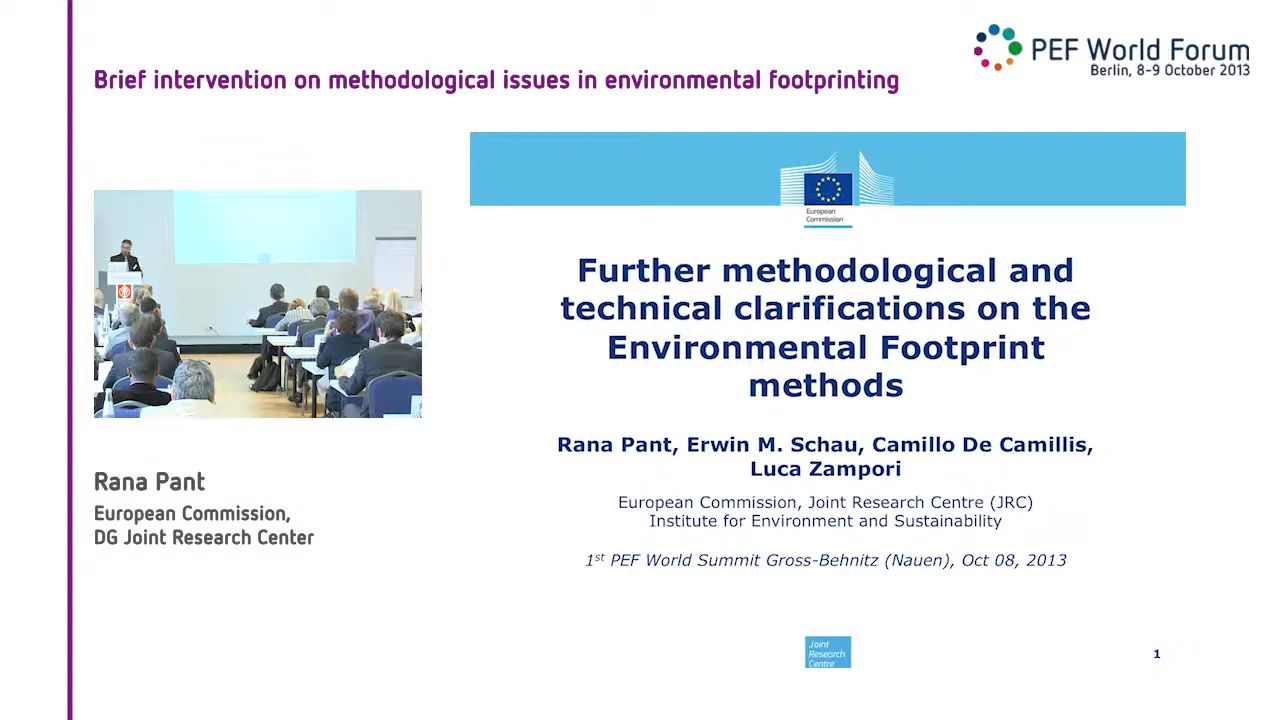 PEF World Forum
Berlin, 8-9 October 2013
Brief intervention on methodological issues in environmental footprinting
European
Commission
Further methodological and
technical clarifications on the
Environmental Footprint
methods
Rana Pant, Erwin M. Schau, Camillo De Camillis,
Luca Zampori
European Commission, Joint Research Centre (JRC)
Institute for Environment and Sustainability
1st PEF World Summit Gross-Behnitz (Nauen), Oct 08, 2013
Joint
Research
Centre
1
Rana Pant
European Commission,
DG Joint Research Center